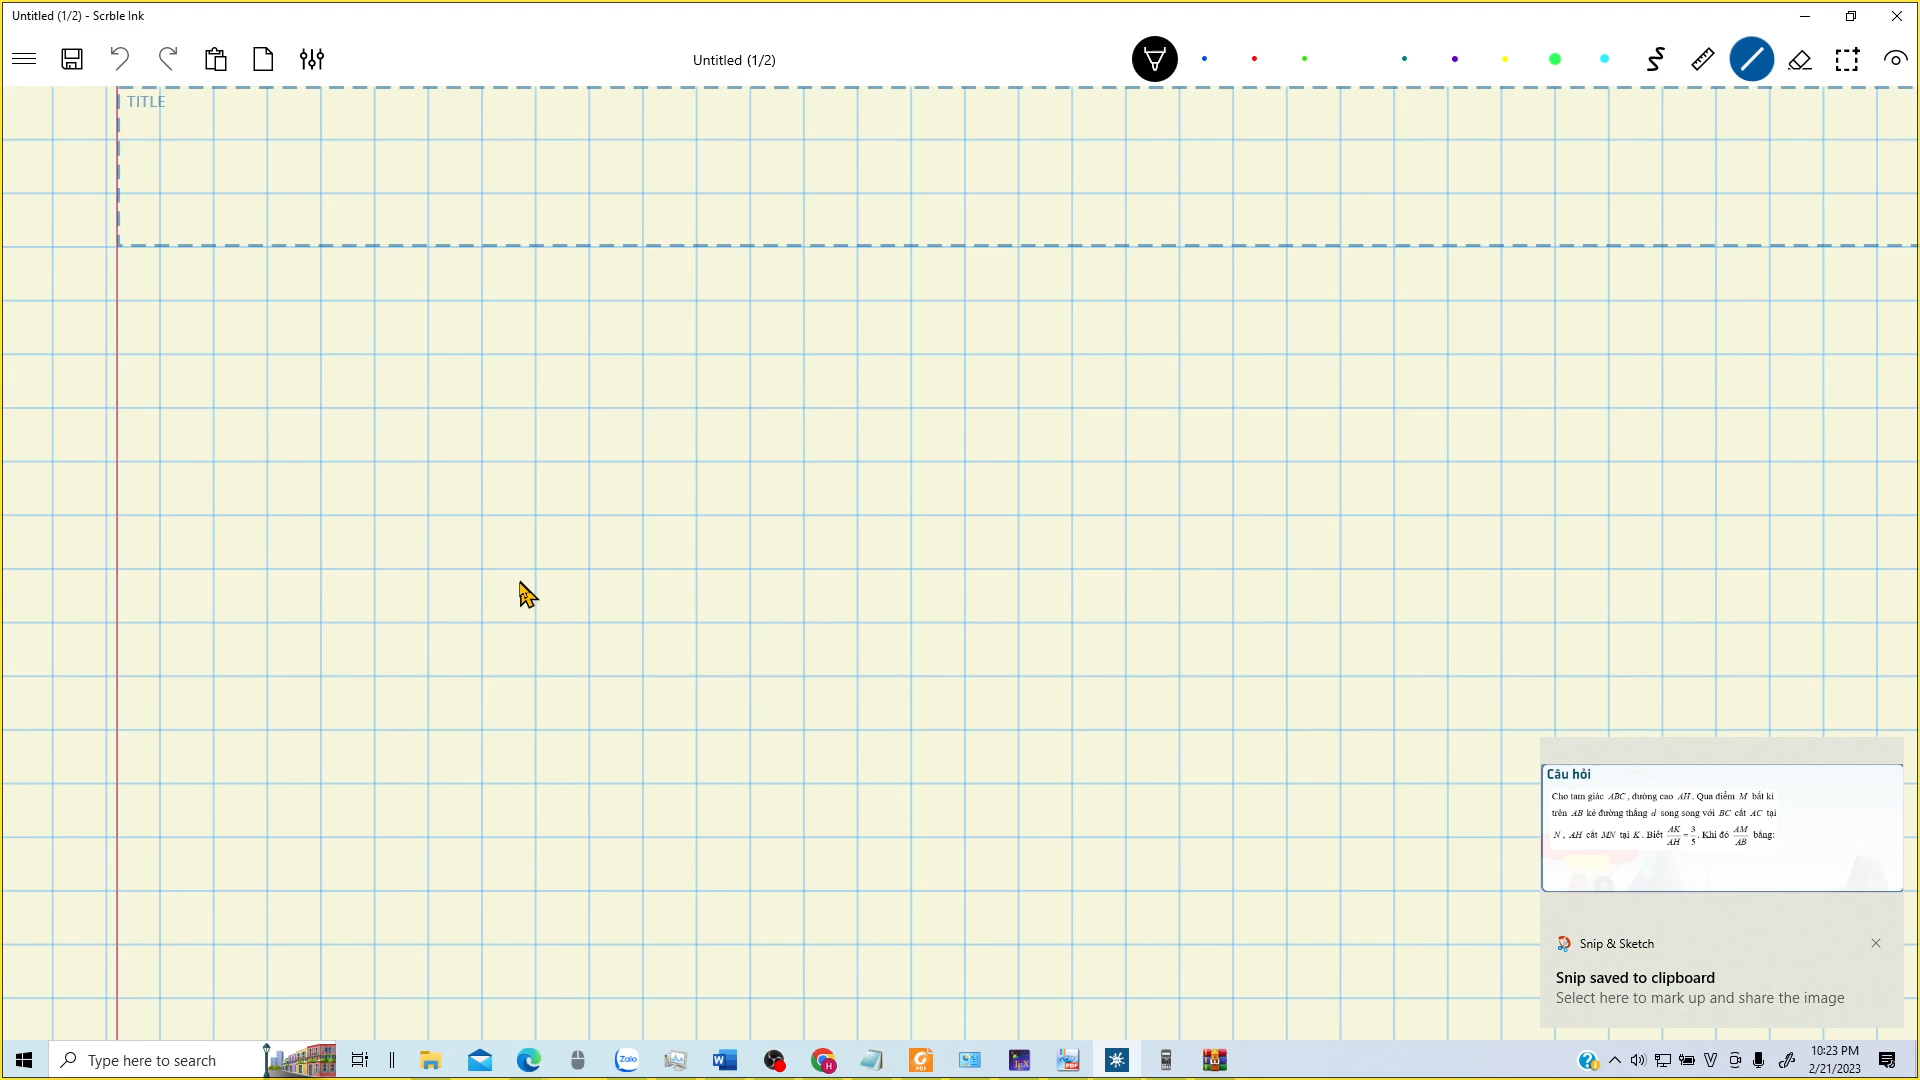 Untitled (1/2) - Scrble Ink
Untitled (1/2)
TITLE
Câu hỏi
Cho tam giác ABC, đường cao AH. Qua điểm M bất kì
trên AB kẻ đường thẳng d song song với BC cắt AC tại
N, AH cắt MN tại K. Biết AK/AH = 3/5. Khi đó AM/AB bằng:
Snip & Sketch
Snip saved to clipboard
Select here to mark up and share the image
Type here to search
Zalo
10:23 PM
2/21/2023